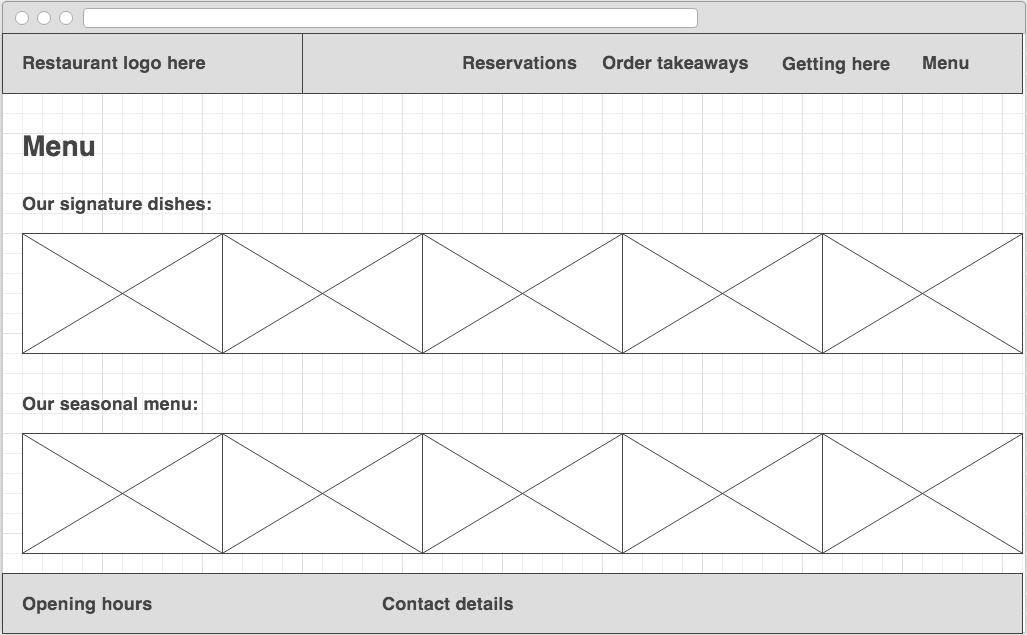 Restaurant logo here
Reservations Order takeaways Getting here Menu
Menu
Our signature dishes:
Our seasonal menu:
Opening hours Contact details